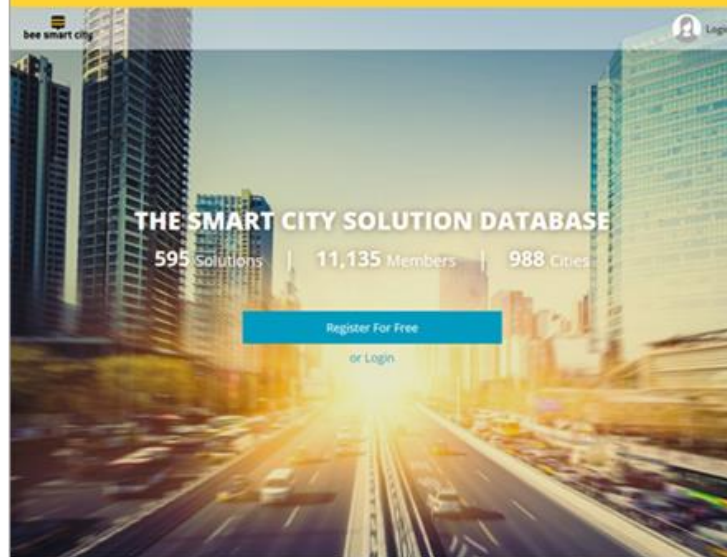 bee smart city
Login
THE SMART CITY SOLUTION DATABASE
595 Solutions | 11,135 Members | 988 Cities
Register For Free
or Login